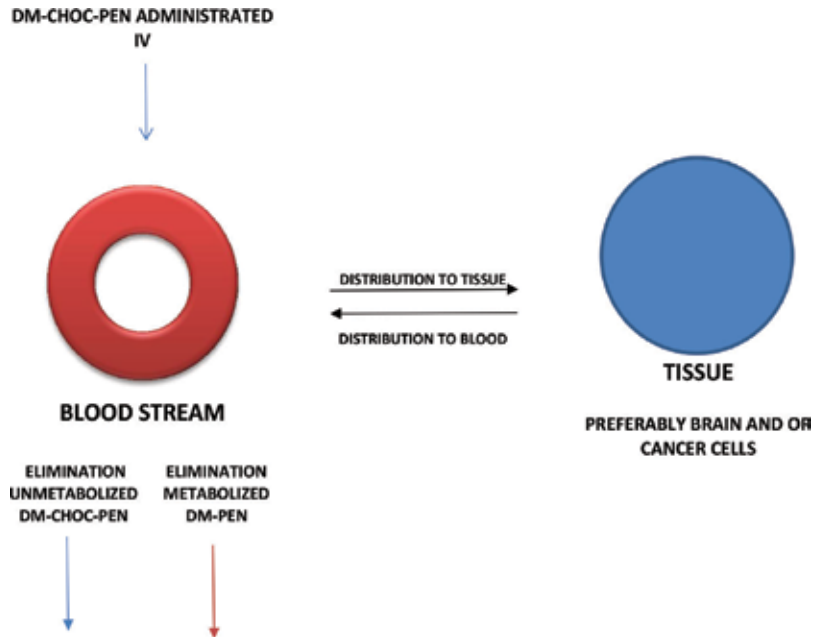 DM-CHOC-PEN ADMINISTRATED
IV
DISTRIBUTION TO TISSUE
DISTRIBUTION TO BLOOD
TISSUE
BLOOD STREAM
PREFERABLY BRAIN AND OR
CANCER CELLS
ELIMINATION
UNMETABOLIZED
DM-CHOC-PEN
ELIMINATION
METABOLIZED
DM-PEN